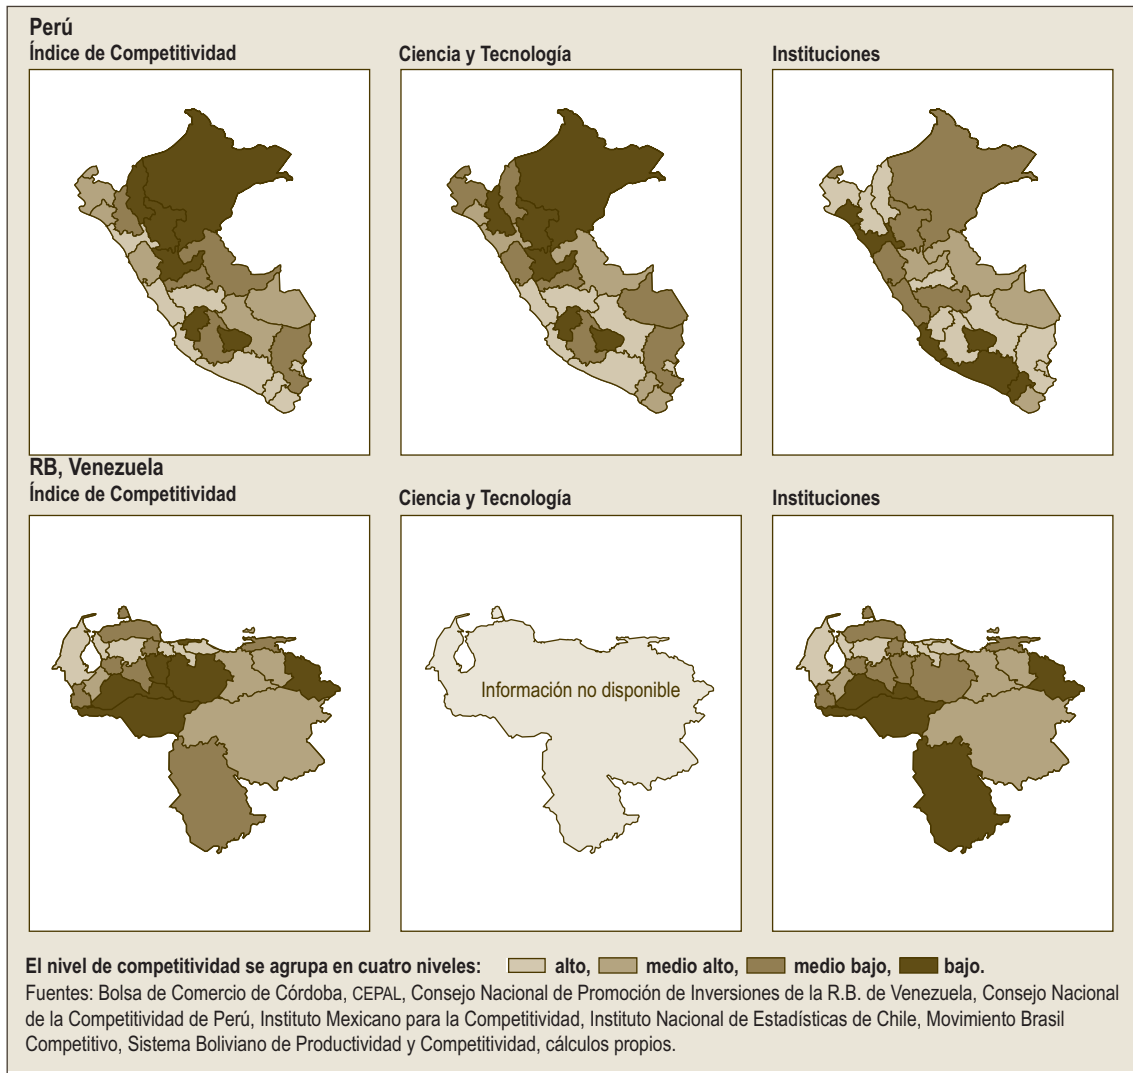 Perú
Índice de Competitividad
Ciencia y Tecnología
Instituciones
RB, Venezuela
Índice de Competitividad
Ciencia y Tecnología
Instituciones
Información no disponible
El nivel de competitividad se agrupa en cuatro niveles: alto, medio alto, medio bajo, bajo.
Fuentes: Bolsa de Comercio de Córdoba, CEPAL, Consejo Nacional de Promoción de Inversiones de la R.B. de Venezuela, Consejo Nacional
de la Competitividad de Perú, Instituto Mexicano para la Competitividad, Instituto Nacional de Estadísticas de Chile, Movimiento Brasil
Competitivo, Sistema Boliviano de Productividad y Competitividad, cálculos propios.